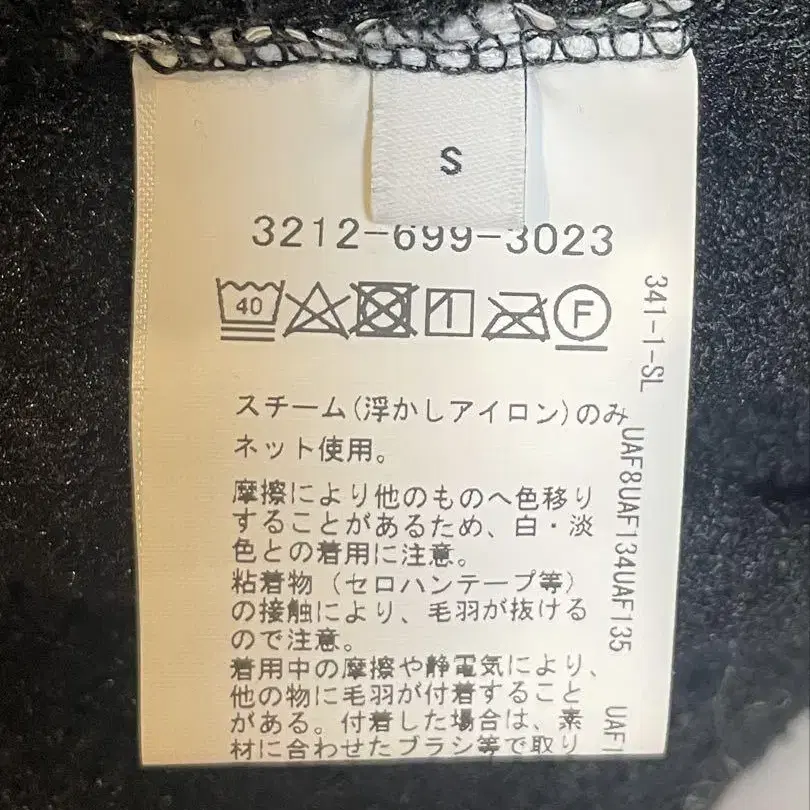 S
3212-699-3023
40
F
スチーム(浮かしアイロン)のみ
ネット使用。
摩擦により他のものへ色移り
することがあるため、白・淡
色との着用に注意。
粘着物(セロハンテープ等)
の接触により、毛羽が抜ける
ので注意。
着用中の摩擦や静電気により、
他の物に毛羽が付着すること
がある。付着した場合は、素
材に合わせたブラシ等で取り
341-1-SL
UAF8UAF134UAF135